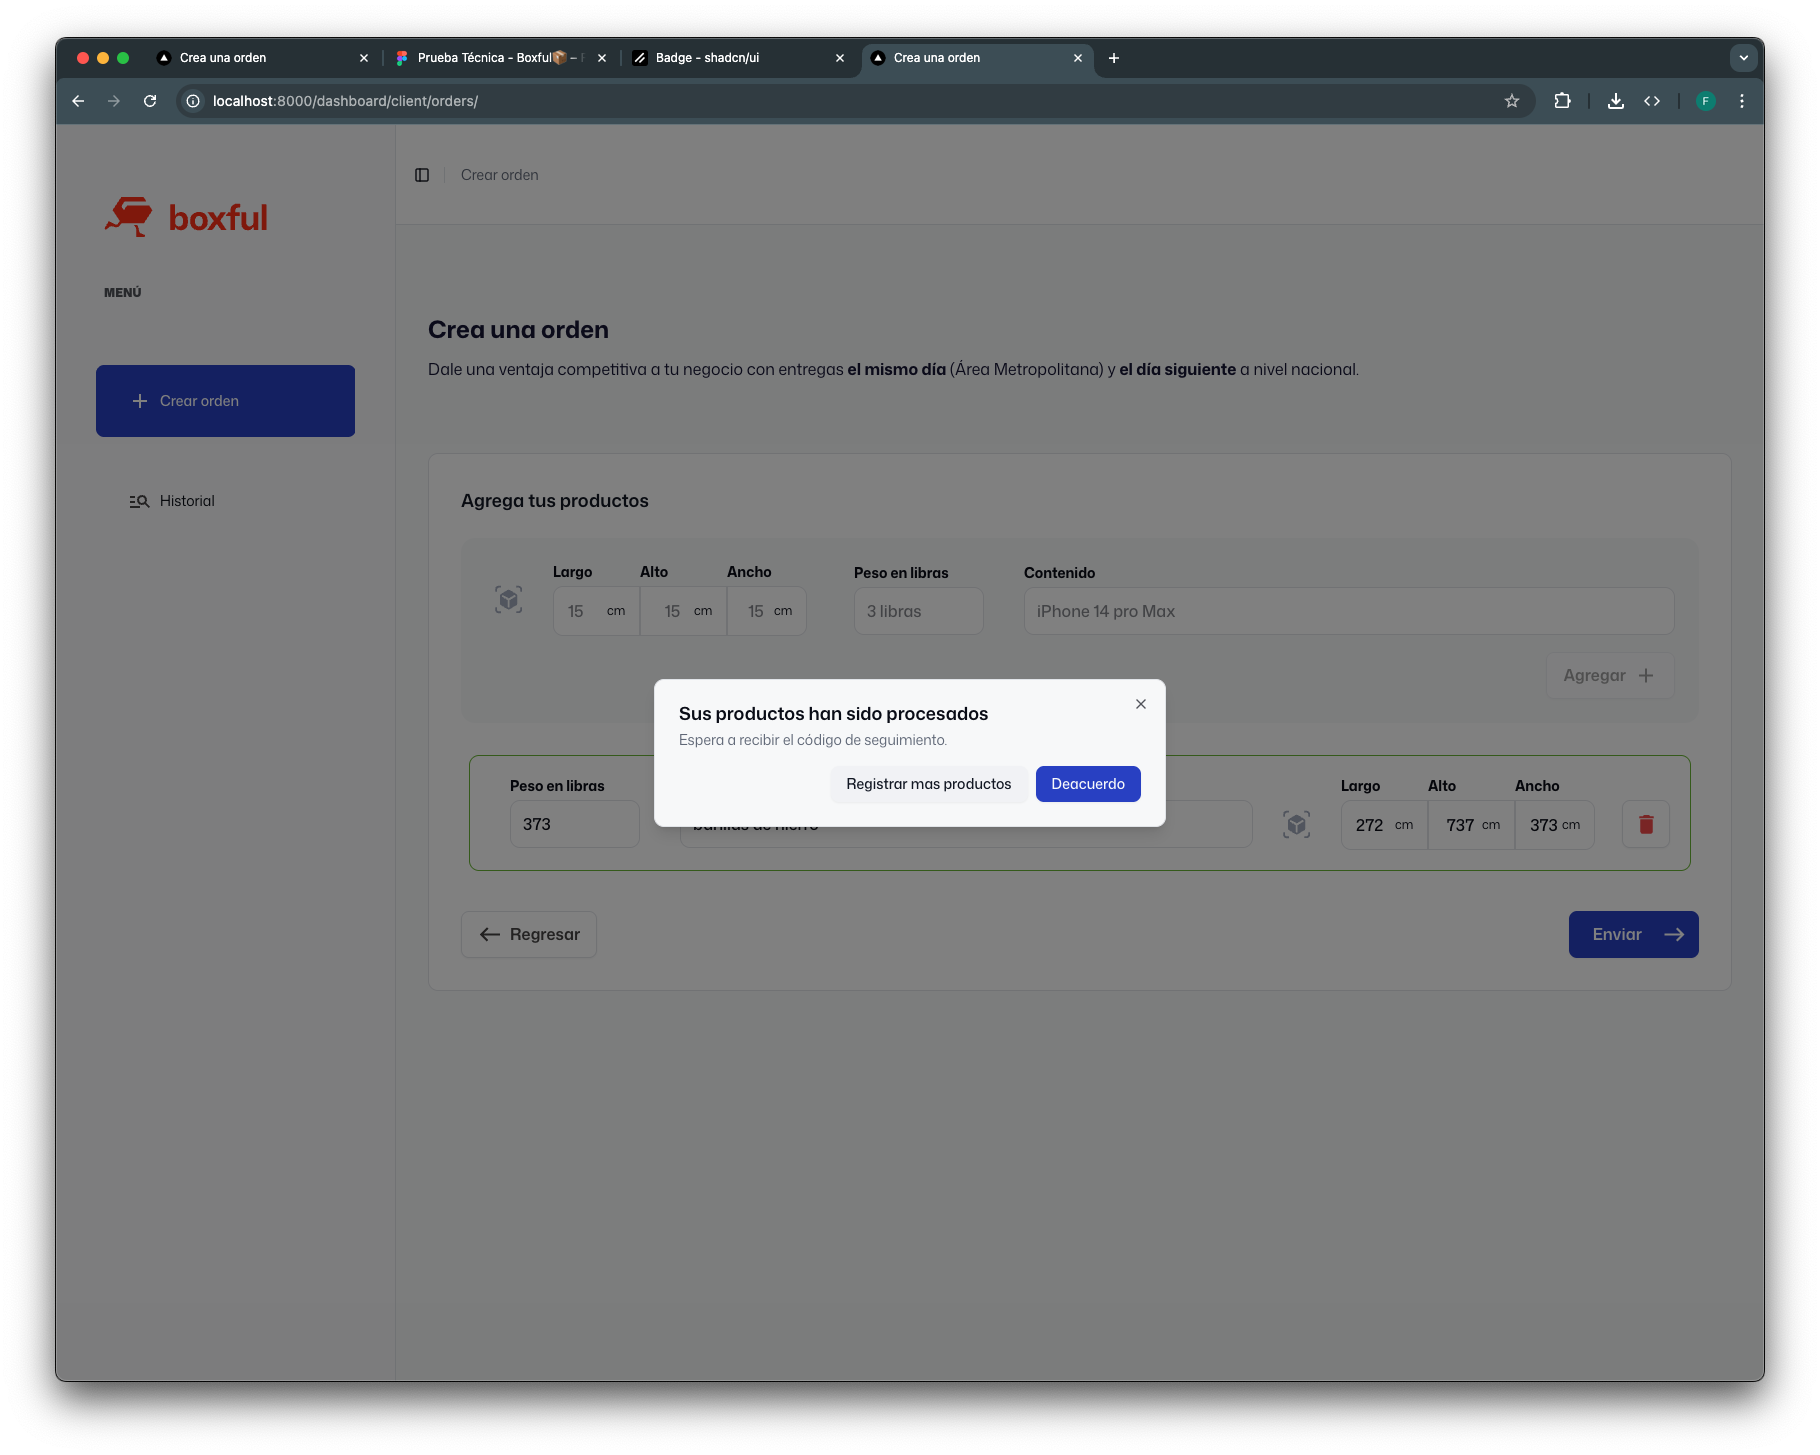 Crea una orden
Prueba Técnica - Boxful📦 –
Badge - shadcn/ui
Crea una orden
localhost:8000/dashboard/client/orders/
F
boxful
Crear orden
MENÚ
Crea una orden
Dale una ventaja competitiva a tu negocio con entregas el mismo día (Área Metropolitana) y el día siguiente a nivel nacional.
Crear orden
Historial
Agrega tus productos
Largo Alto Ancho Peso en libras Contenido
15 cm 15 cm 15 cm 3 libras iPhone 14 pro Max
Agregar
Sus productos han sido procesados
Espera a recibir el código de seguimiento.
Registrar mas productos Deacuerdo
Peso en libras Largo Alto Ancho
373 272 cm 737 cm 373 cm
Regresar Enviar